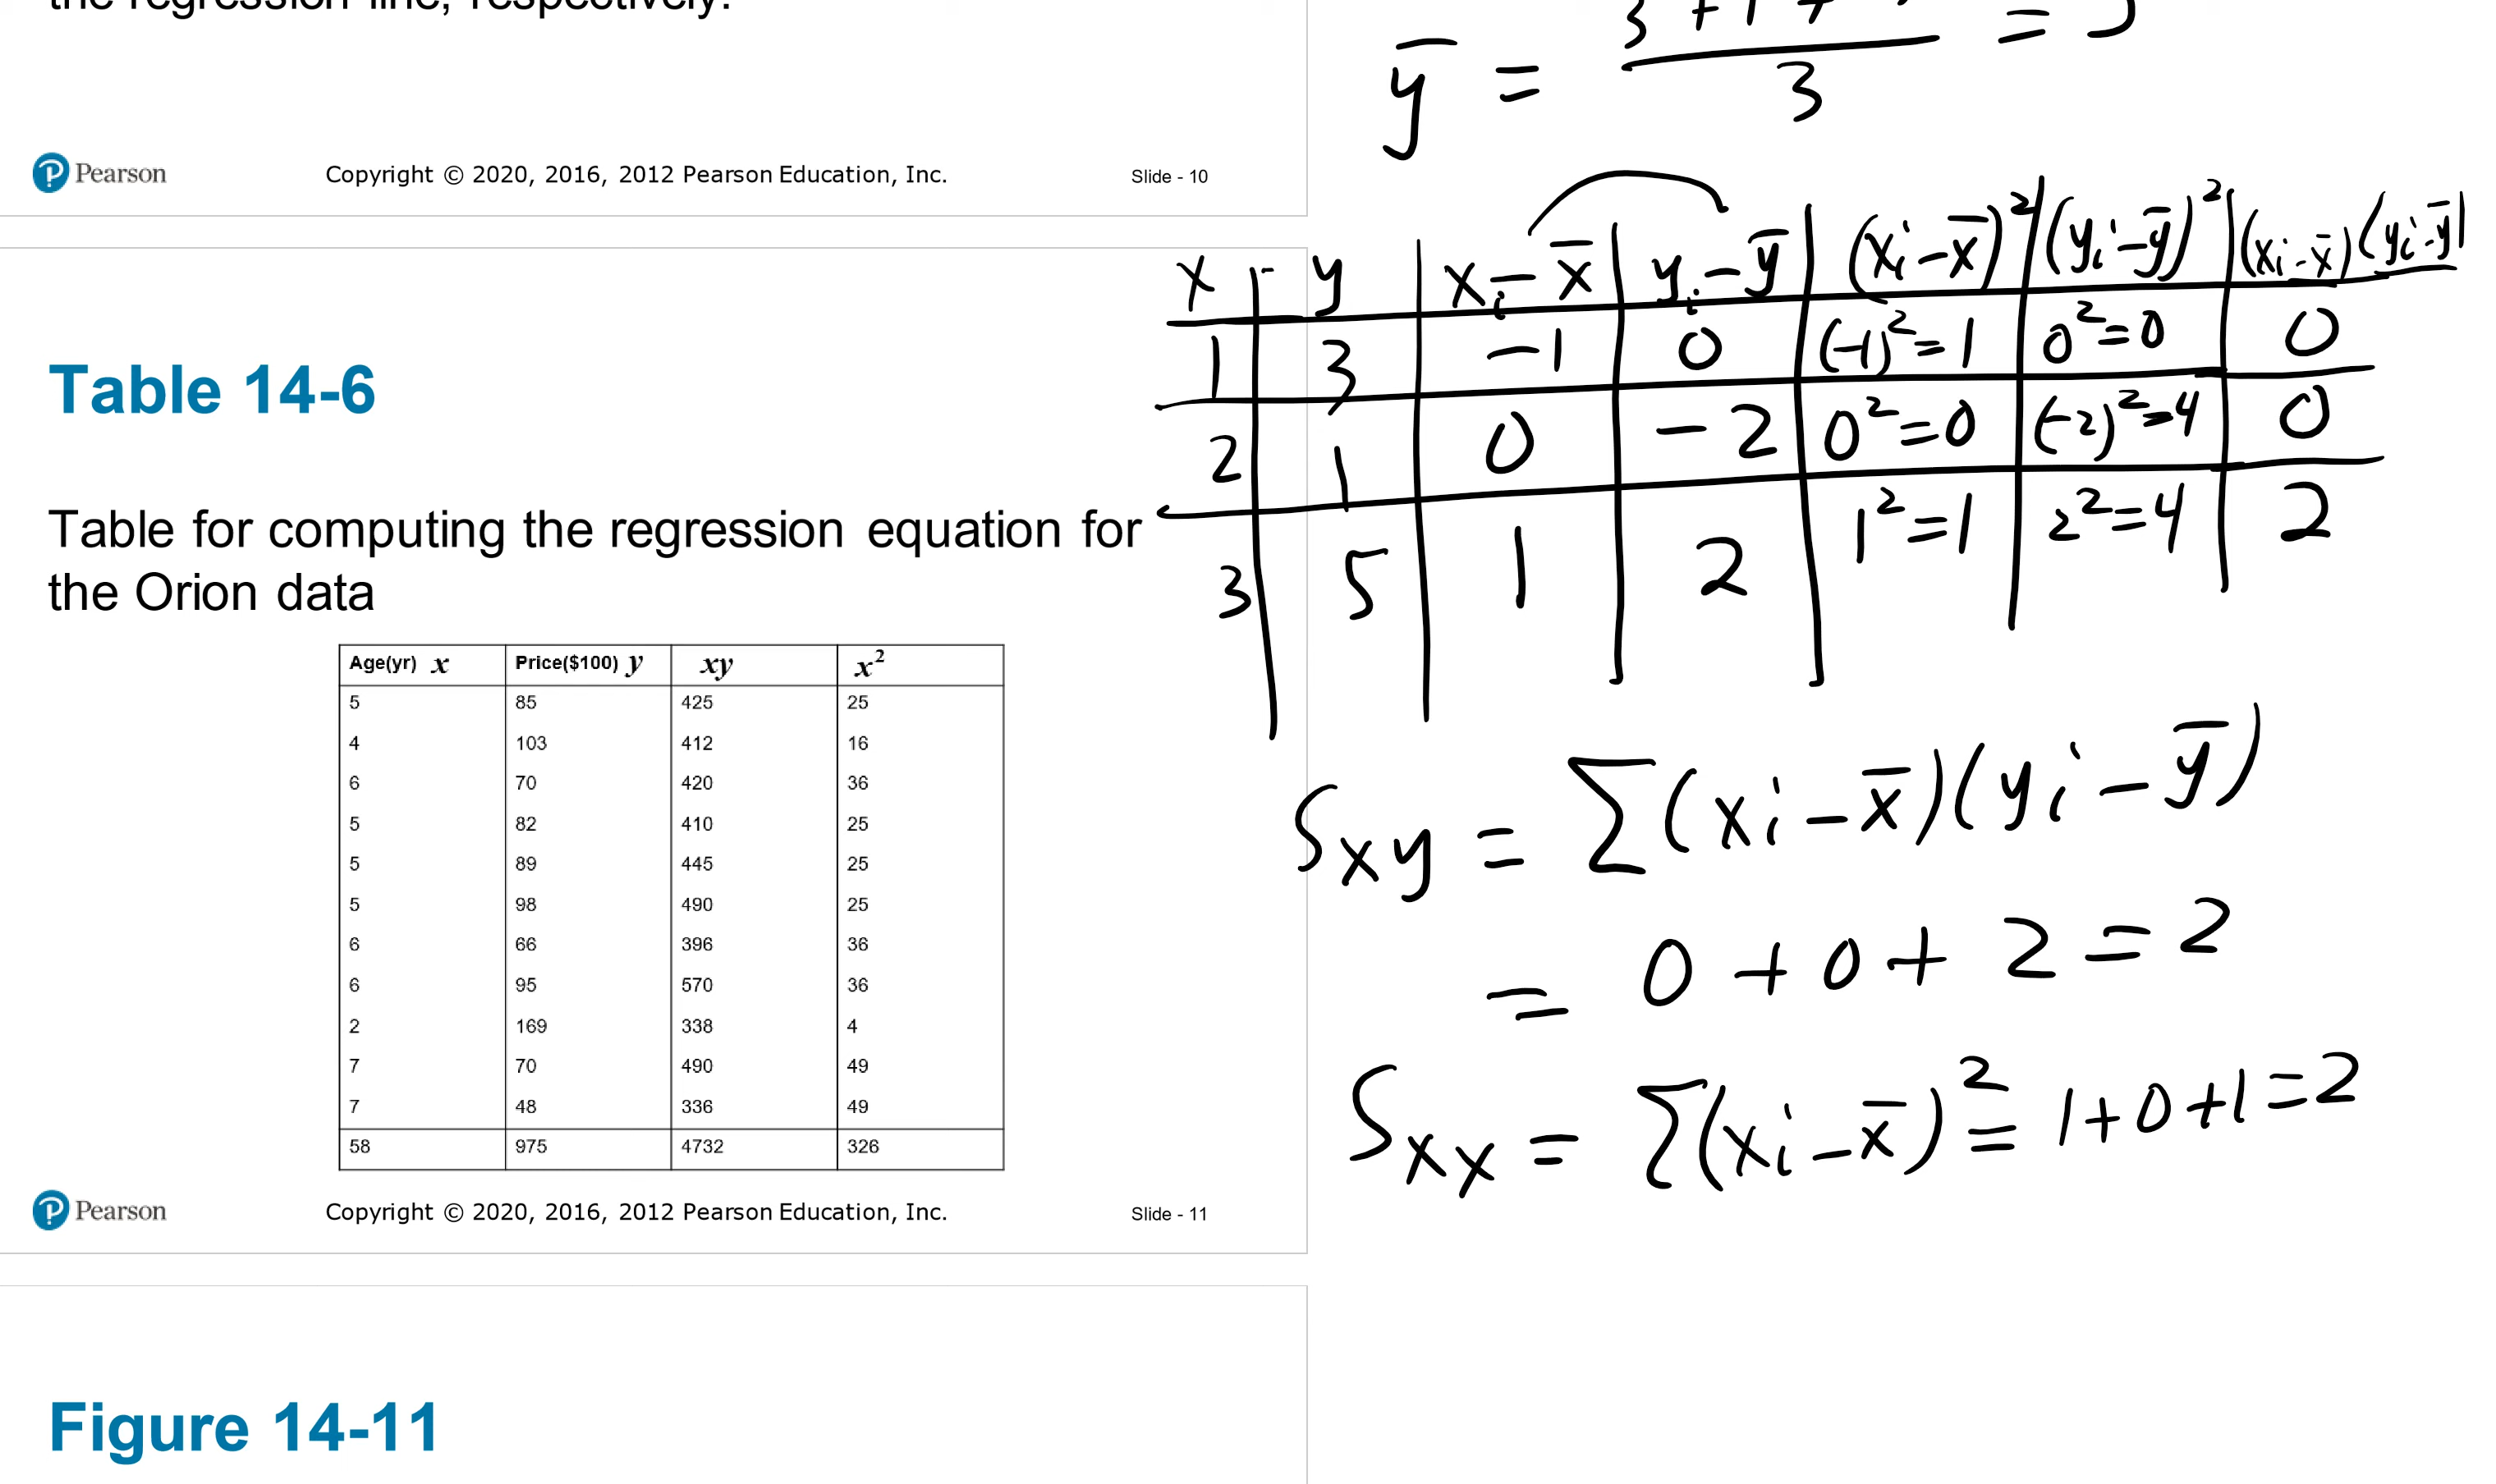 the regression line, respectively.
Pearson
Copyright © 2020, 2016, 2012 Pearson Education, Inc.
Slide - 10
Table 14-6
Table for computing the regression equation for
the Orion data
Age(yr) x Price($100) y xy x²
5 85 425 25
4 103 412 16
6 70 420 36
5 82 410 25
5 89 445 25
5 98 490 25
6 66 396 36
6 95 570 36
2 169 338 4
7 70 490 49
7 48 336 49
58 975 4732 326
Pearson
Copyright © 2020, 2016, 2012 Pearson Education, Inc.
Slide - 11
Figure 14-11
y̅ = 3 + 1 + / 3 =
x y xᵢ - x̅ yᵢ - y̅ (xᵢ - x̅)² (yᵢ - y̅)² (xᵢ - x̅)(yᵢ - y̅)
1 3 -1 0 (-1)² = 1 0² = 0 0
2 1 0 -2 0² = 0 (-2)² = 4 0
3 5 1 2 1² = 1 2² = 4 2
Sxy = Σ(xᵢ - x̅)(yᵢ - y̅)
= 0 + 0 + 2 = 2
Sxx = Σ(xᵢ - x̅)² = 1 + 0 + 1 = 2